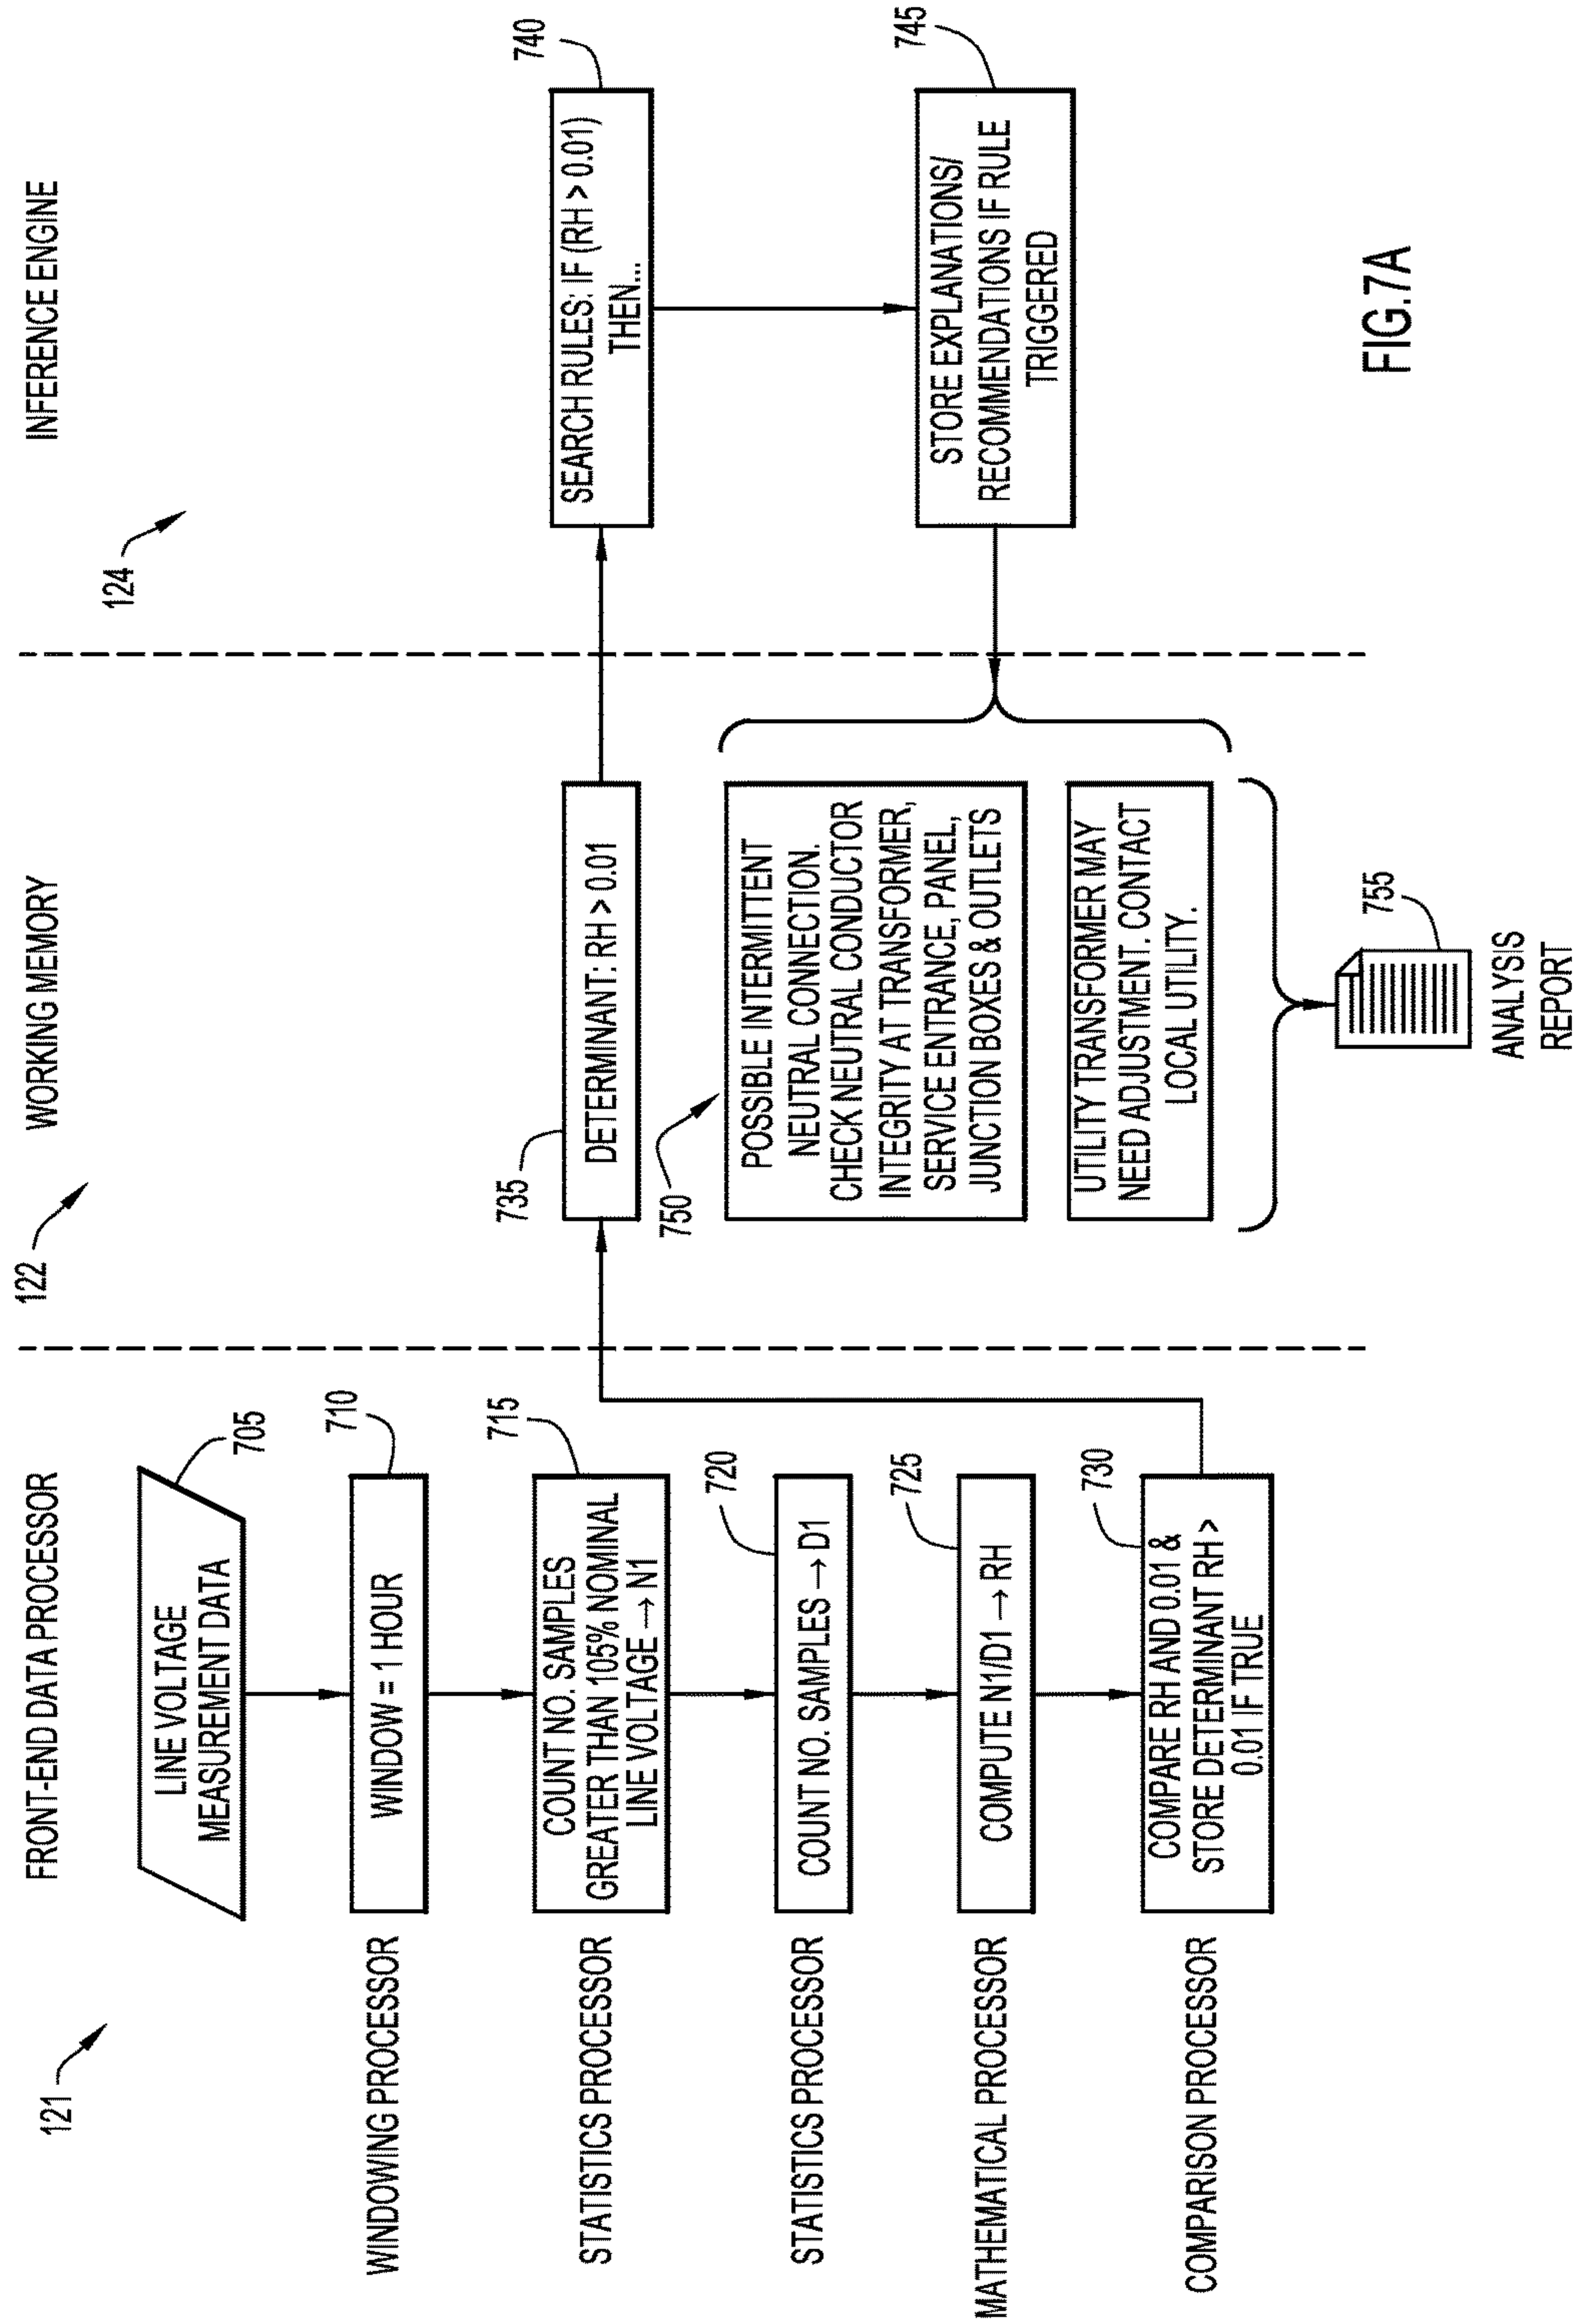 FRONT-END DATA PROCESSOR
WORKING MEMORY
INFERENCE ENGINE
121
122
124
LINE VOLTAGE
MEASUREMENT DATA
705
WINDOWING PROCESSOR
WINDOW = 1 HOUR
710
STATISTICS PROCESSOR
COUNT NO. SAMPLES
GREATER THAN 105% NOMINAL
LINE VOLTAGE → N1
715
STATISTICS PROCESSOR
COUNT NO. SAMPLES → D1
720
MATHEMATICAL PROCESSOR
COMPUTE N1/D1 → RH
725
COMPARISON PROCESSOR
COMPARE RH AND 0.01 &
STORE DETERMINANT RH >
0.01 IF TRUE
730
735
DETERMINANT: RH > 0.01
740
SEARCH RULES: IF (RH > 0.01)
THEN...
745
STORE EXPLANATIONS/
RECOMMENDATIONS IF RULE
TRIGGERED
750
POSSIBLE INTERMITTENT
NEUTRAL CONNECTION.
CHECK NEUTRAL CONDUCTOR
INTEGRITY AT TRANSFORMER,
SERVICE ENTRANCE, PANEL,
JUNCTION BOXES & OUTLETS
UTILITY TRANSFORMER MAY
NEED ADJUSTMENT. CONTACT
LOCAL UTILITY.
755
ANALYSIS
REPORT
FIG.7A